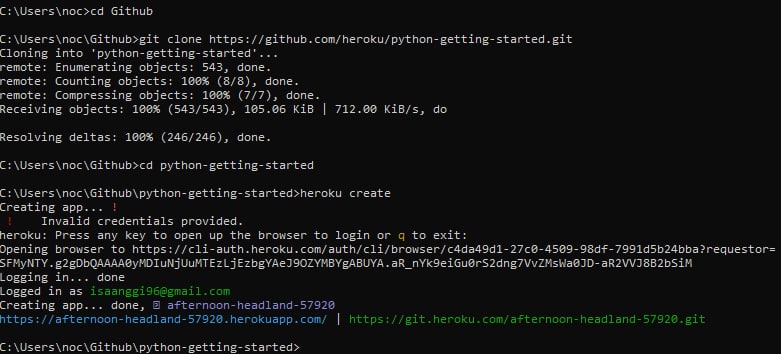 C:\Users\noc>cd Github
C:\Users\noc\Github>git clone https://github.com/heroku/python-getting-started.git
Cloning into 'python-getting-started'...
remote: Enumerating objects: 543, done.
remote: Counting objects: 100% (8/8), done.
remote: Compressing objects: 100% (7/7), done.
Receiving objects: 100% (543/543), 105.06 KiB | 712.00 KiB/s, do
Resolving deltas: 100% (246/246), done.
C:\Users\noc\Github>cd python-getting-started
C:\Users\noc\Github\python-getting-started>heroku create
Creating app... !
!    Invalid credentials provided.
heroku: Press any key to open up the browser to login or q to exit:
Opening browser to https://cli-auth.heroku.com/auth/cli/browser/c4da49d1-27c0-4509-98df-7991d5b24bba?requestor=
SFMyNTY.g2gDbQAAAA0yMDIuNjUuMTEzLjEzbgYAeJ9OZYMBYgABUYA.aR_nYk9eiGu0rS2dng7VvZMsWa0JD-aR2VVJ8B2bSiM
Logging in... done
Logged in as isaanggi96@gmail.com
Creating app... done, afternoon-headland-57920
https://afternoon-headland-57920.herokuapp.com/ | https://git.heroku.com/afternoon-headland-57920.git
C:\Users\noc\Github\python-getting-started>